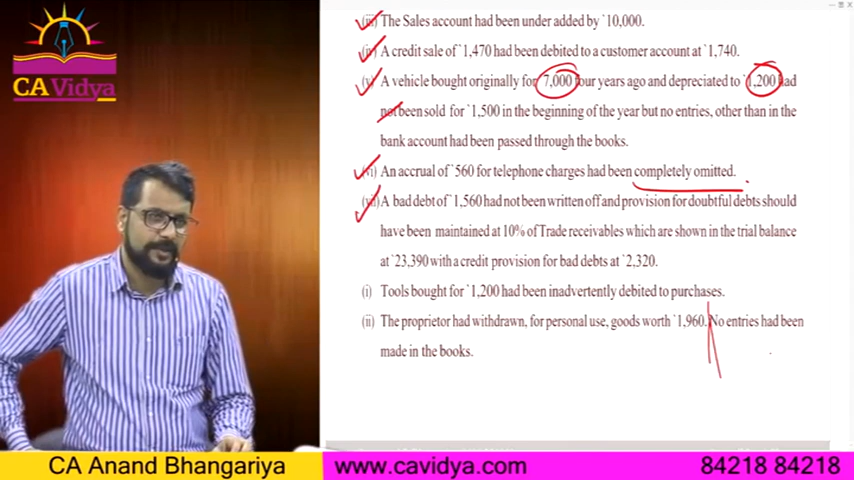 CA Vidya
(iii) The Sales account had been under added by `10,000.
(iv) A credit sale of `1,470 had been debited to a customer account at `1,740.
(v) A vehicle bought originally for `7,000 four years ago and depreciated to `1,200 had
not been sold for `1,500 in the beginning of the year but no entries, other than in the
bank account had been passed through the books.
(vi) An accrual of `560 for telephone charges had been completely omitted.
(vii) A bad debt of `1,560 had not been written off and provision for doubtful debts should
have been maintained at 10% of Trade receivables which are shown in the trial balance
at `23,390 with a credit provision for bad debts at `2,320.
(i) Tools bought for `1,200 had been inadvertently debited to purchases.
(ii) The proprietor had withdrawn, for personal use, goods worth `1,960. No entries had been
made in the books.
CA Anand Bhangariya www.cavidya.com 84218 84218